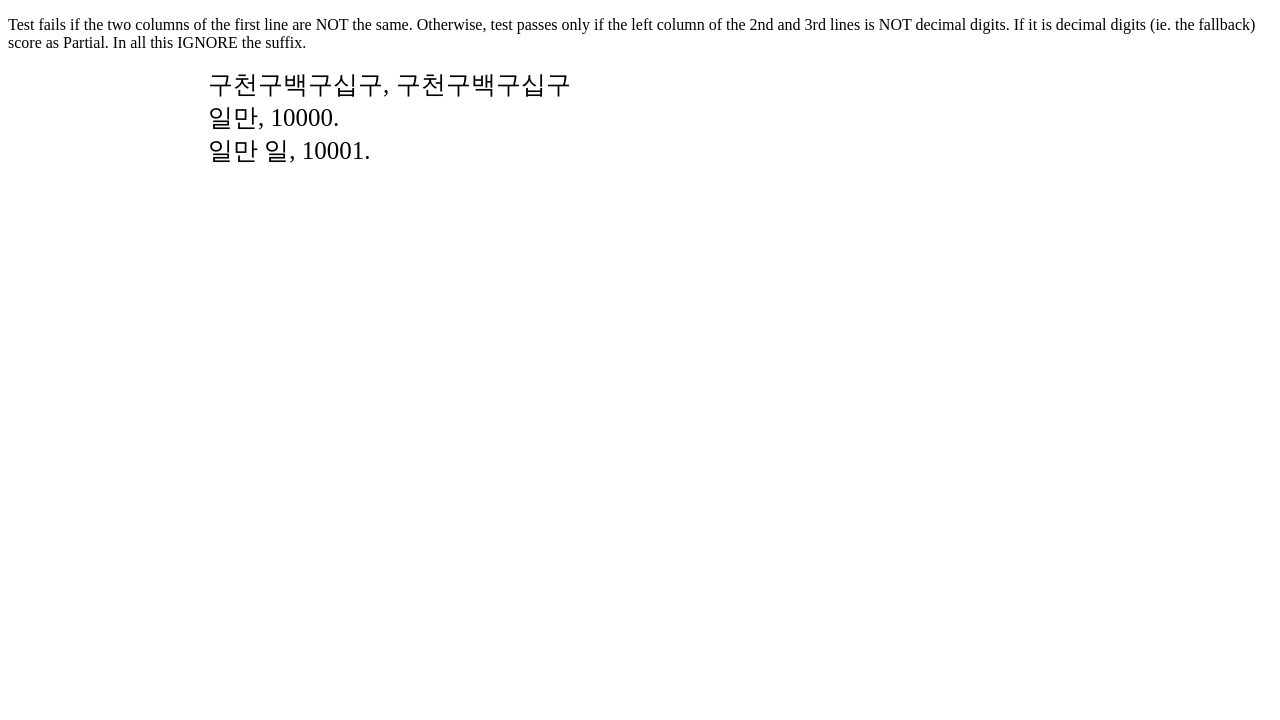 Test fails if the two columns of the first line are NOT the same. Otherwise, test passes only if the left column of the 2nd and 3rd lines is NOT decimal digits. If it is decimal digits (ie. the fallback)
score as Partial. In all this IGNORE the suffix.
구천구백구십구, 구천구백구십구
일만, 10000.
일만 일, 10001.